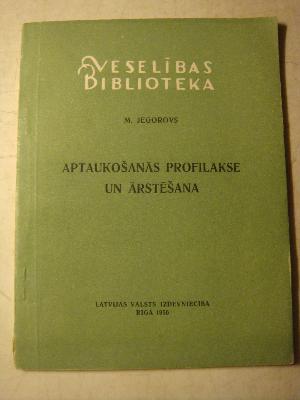 VESELĪBAS
BIBLIOTEKA
M. JEGOROVS
APTAUKOŠANĀS PROFILAKSE
UN ĀRSTĒŠANA
LATVIJAS VALSTS IZDEVNIECĪBA
RĪGĀ 1956